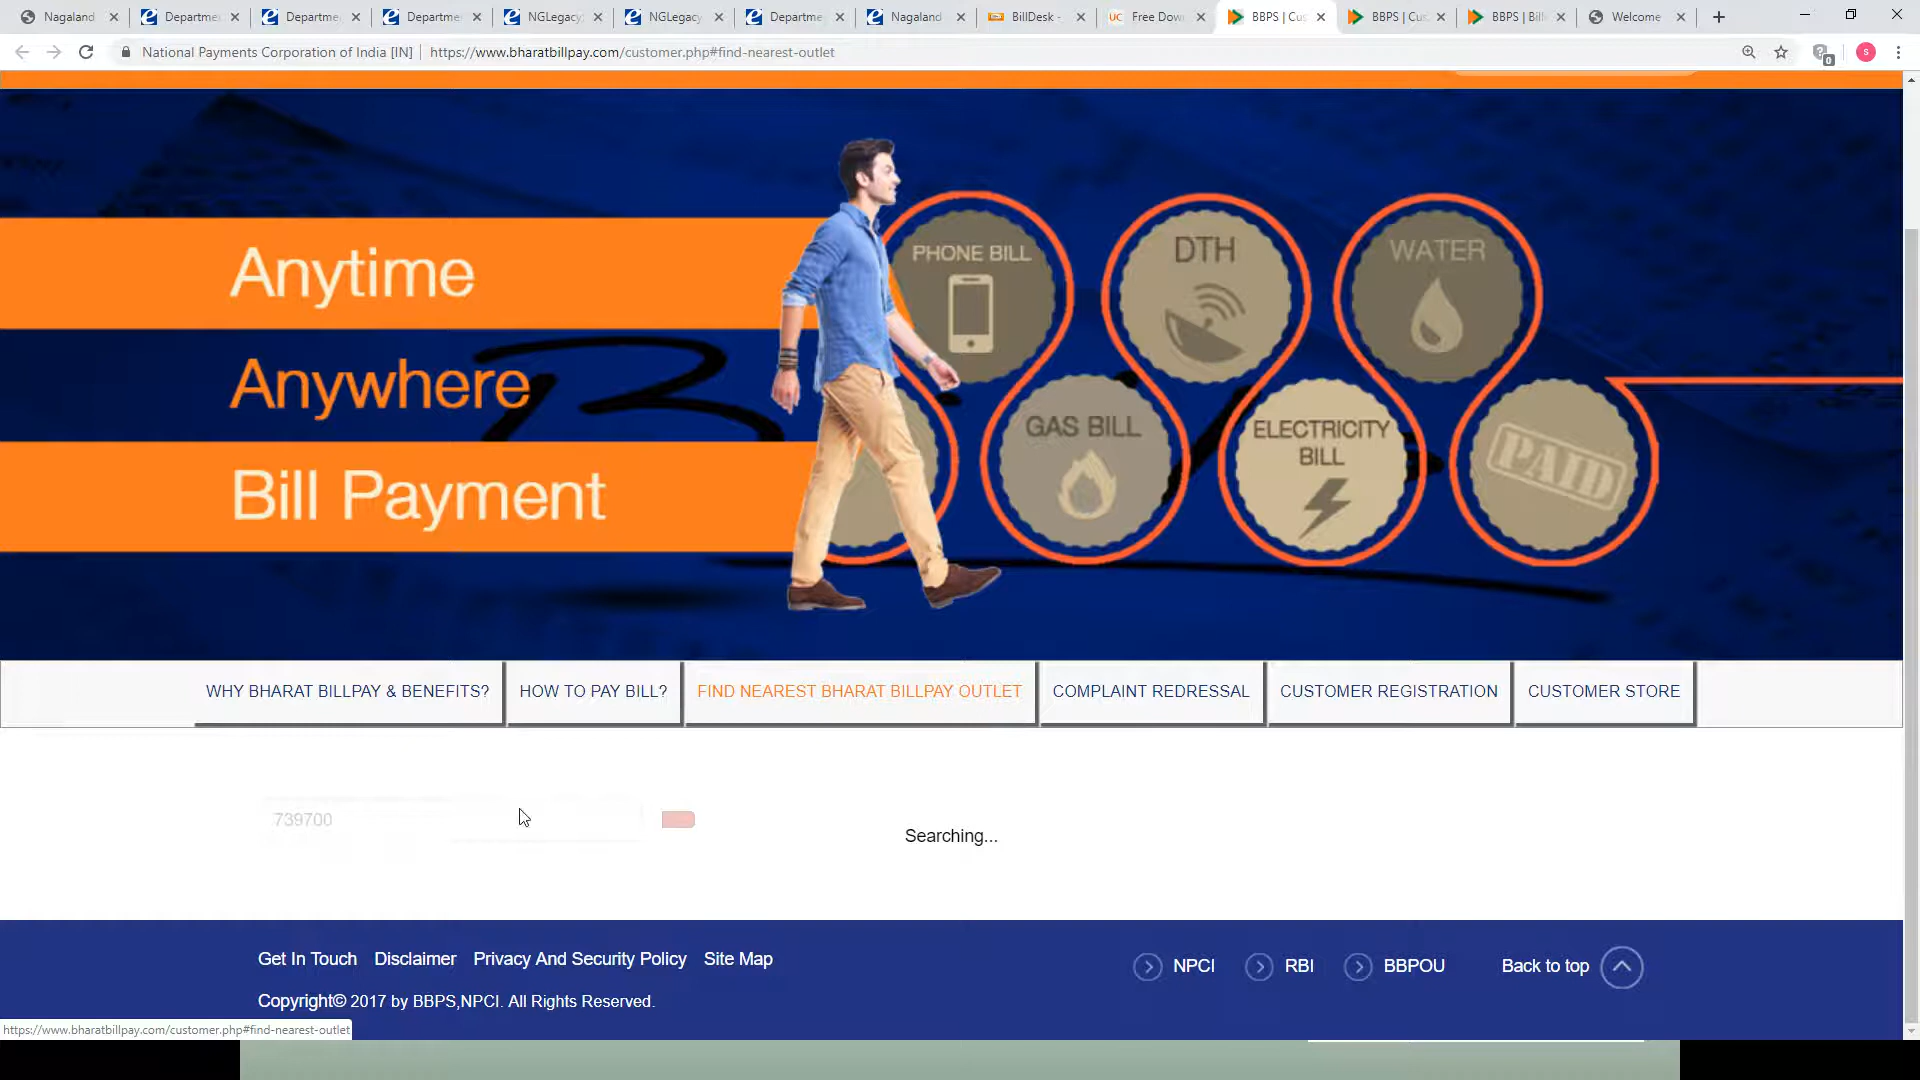 Nagaland
Departme
Departme
Departme
NGLegacy
NGLegacy
Departme
Nagaland
BillDesk -
Free Dow
BBPS | Cus
BBPS | Cus
BBPS | Bill
Welcome
National Payments Corporation of India [IN] | https://www.bharatbillpay.com/customer.php#find-nearest-outlet
Anytime
Anywhere
Bill Payment
PHONE BILL
DTH
WATER
GAS BILL
ELECTRICITY
BILL
PAID
WHY BHARAT BILLPAY & BENEFITS?
HOW TO PAY BILL?
FIND NEAREST BHARAT BILLPAY OUTLET
COMPLAINT REDRESSAL
CUSTOMER REGISTRATION
CUSTOMER STORE
739700
Searching...
Get In Touch Disclaimer Privacy And Security Policy Site Map
NPCI RBI BBPOU Back to top
Copyright© 2017 by BBPS,NPCI. All Rights Reserved.
https://www.bharatbillpay.com/customer.php#find-nearest-outlet